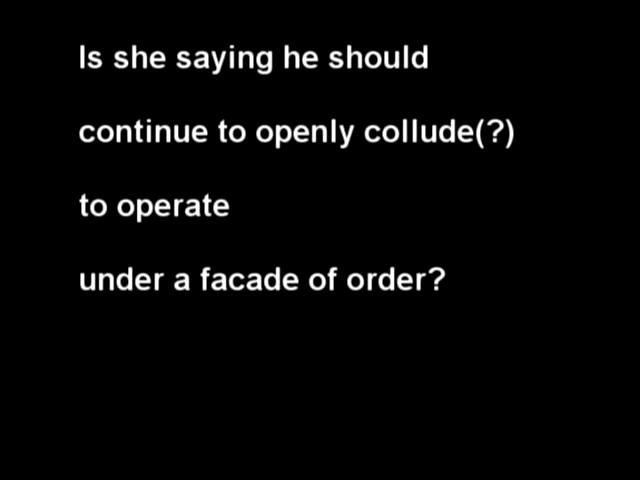 Is she saying he should
continue to openly collude(?)
to operate
under a facade of order?